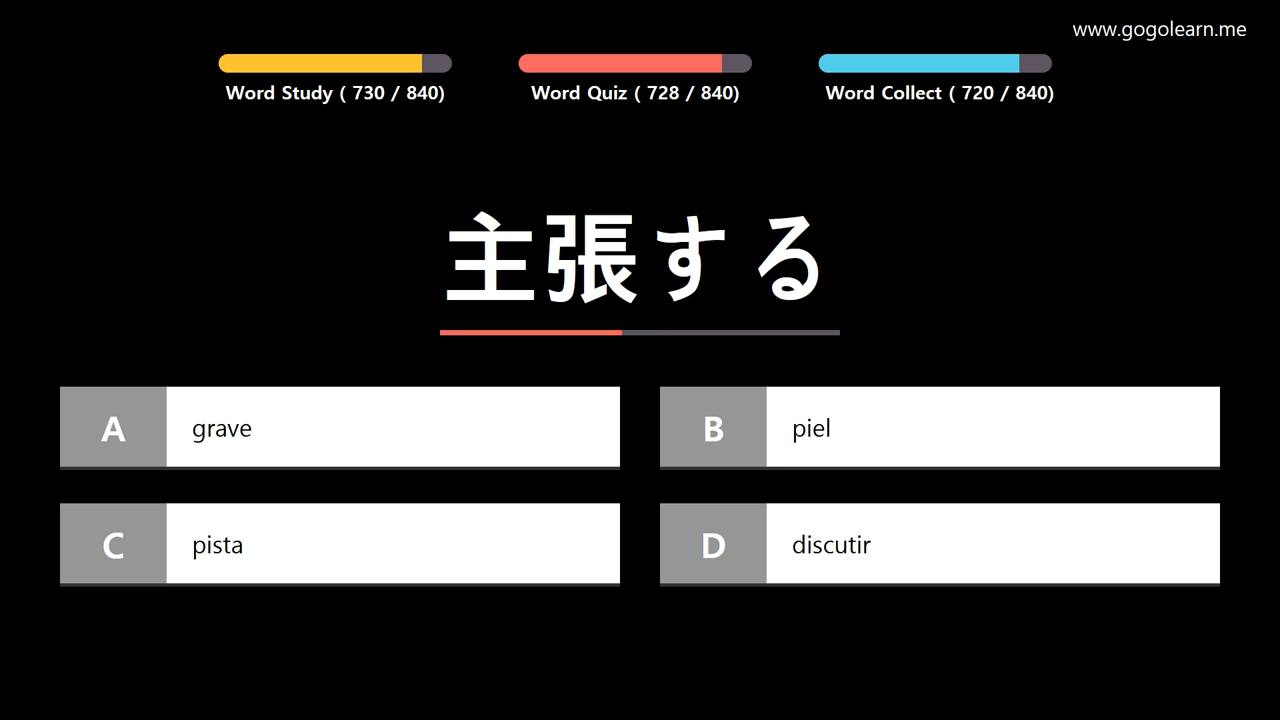 www.gogolearn.me
Word Study ( 730 / 840)
Word Quiz ( 728 / 840)
Word Collect ( 720 / 840)
主張する
A grave
B piel
C pista
D discutir